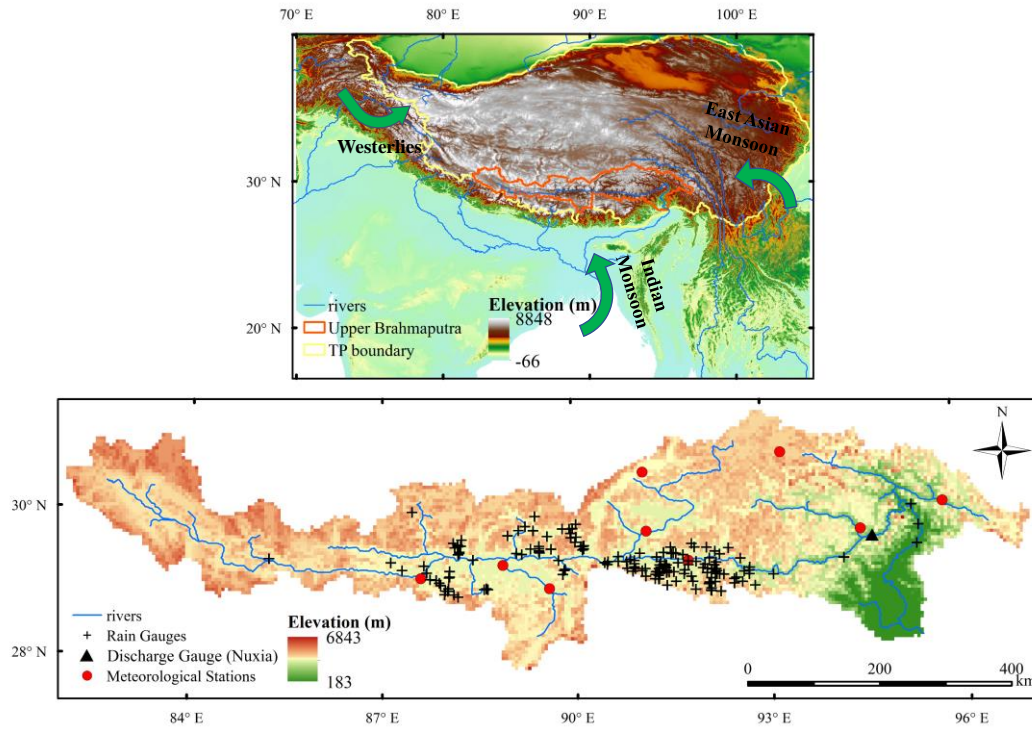 70° E 80° E 90° E 100° E
East Asian
Monsoon
Westerlies
30° N
Indian
Monsoon
rivers
Upper Brahmaputra
TP boundary
Elevation (m)
8848
-66
20° N
N
30° N
rivers
Rain Gauges
Discharge Gauge (Nuxia)
Meteorological Stations
Elevation (m)
6843
183
28° N
0 200 400
km
84° E 87° E 90° E 93° E 96° E